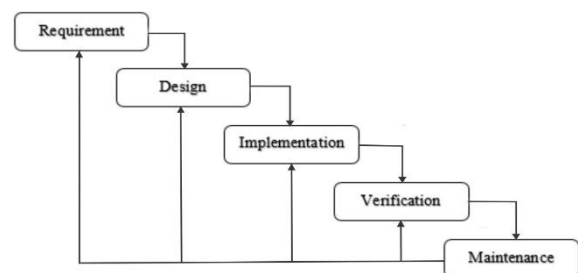 Requirement
Design
Implementation
Verification
Maintenance